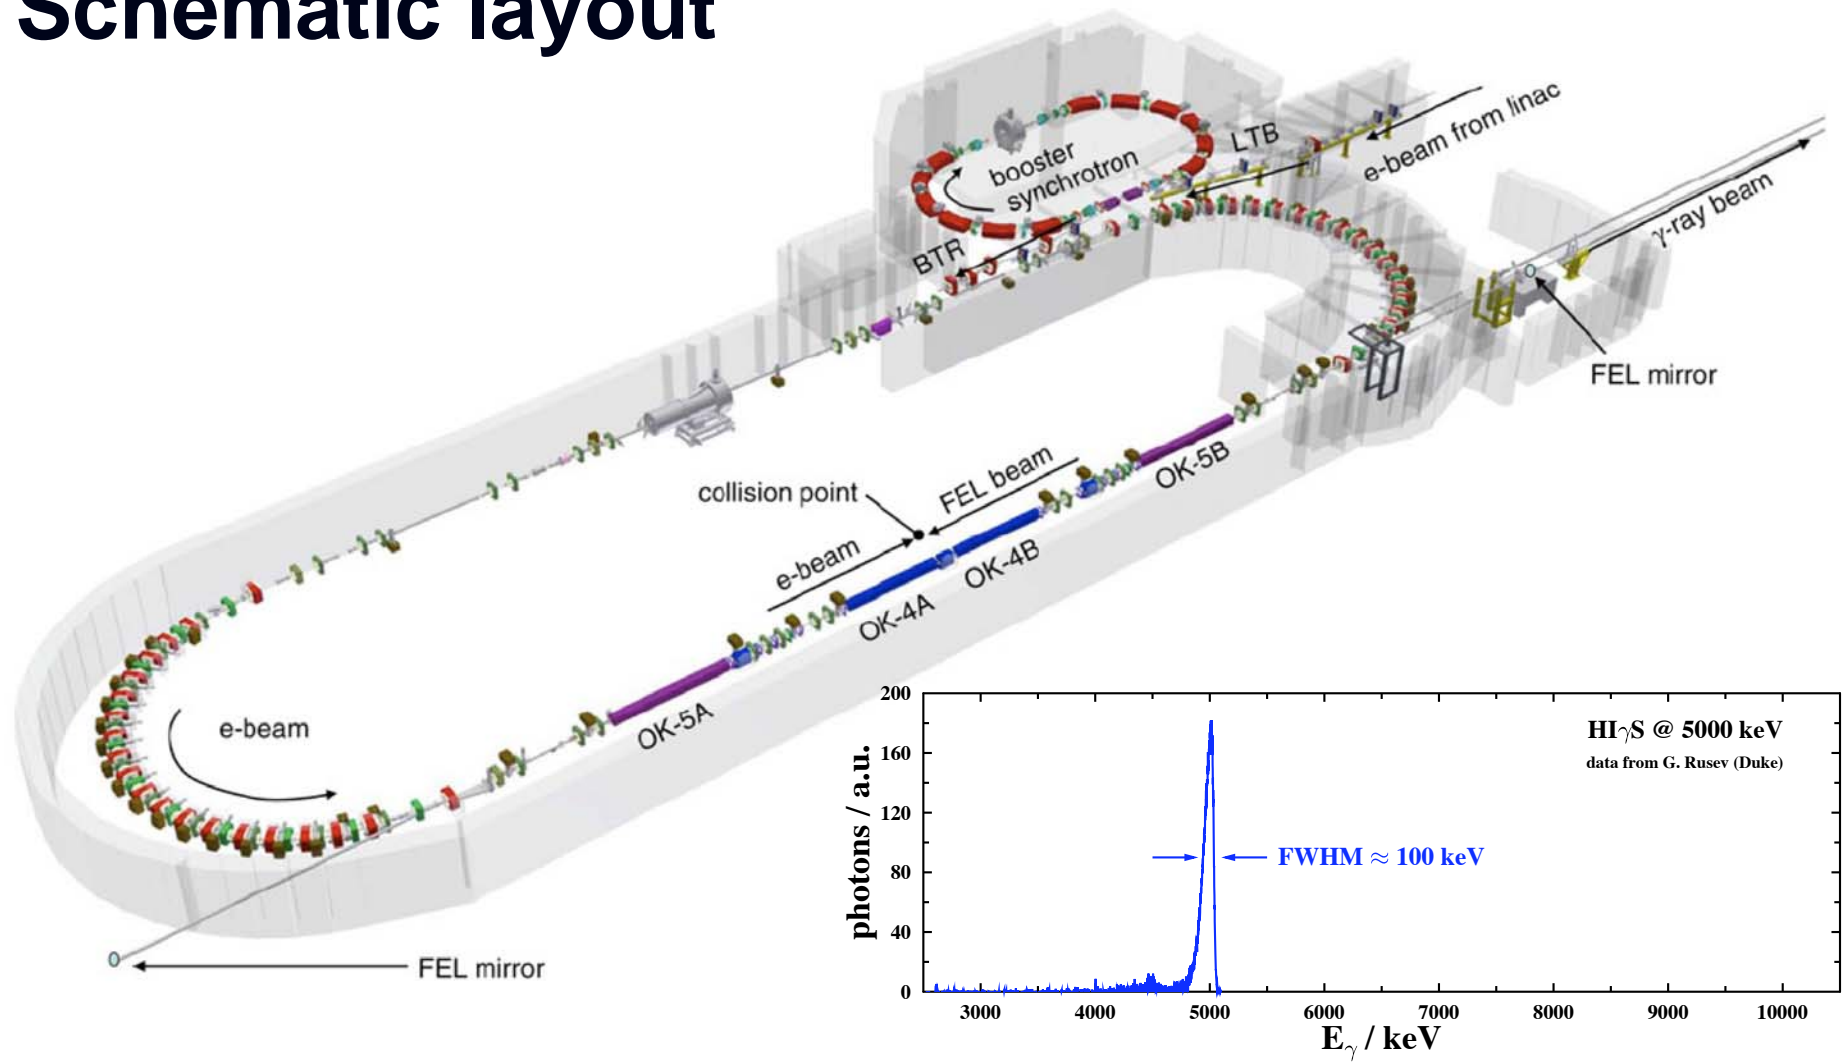 Schematic layout
booster
synchrotron
LTB
e-beam from linac
BTR
γ-ray beam
FEL mirror
collision point
FEL beam
e-beam
OK-5B
OK-4B
OK-4A
OK-5A
e-beam
FEL mirror
photons / a.u.
200
160
120
80
40
0
HIγS @ 5000 keV
data from G. Rusev (Duke)
FWHM ≈ 100 keV
3000 4000 5000 6000 7000 8000 9000 10000
Eγ / keV